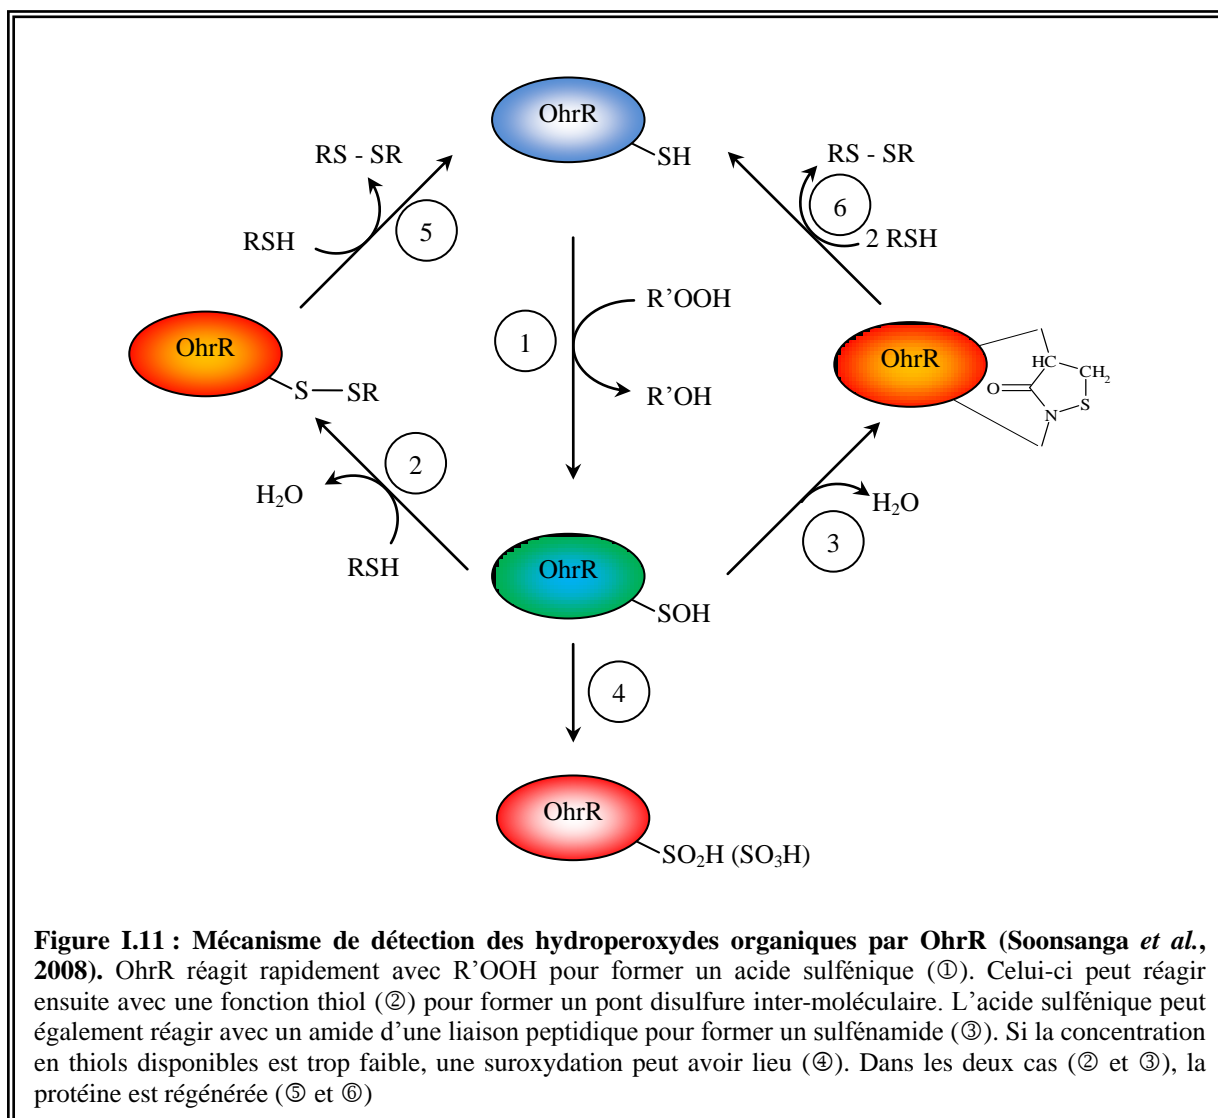 OhrR
SH
RS - SR
RS - SR
5
6
RSH
2 RSH
R'OOH
1
R'OH
OhrR
S—SR
OhrR
HC
CH₂
O
S
N
2
H₂O
RSH
H₂O
3
OhrR
SOH
4
OhrR
SO₂H (SO₃H)
Figure I.11 : Mécanisme de détection des hydroperoxydes organiques par OhrR (Soonsanga et al.,
2008). OhrR réagit rapidement avec R’OOH pour former un acide sulfénique (①). Celui-ci peut réagir
ensuite avec une fonction thiol (②) pour former un pont disulfure inter-moléculaire. L’acide sulfénique peut
également réagir avec un amide d’une liaison peptidique pour former un sulfénamide (③). Si la concentration
en thiols disponibles est trop faible, une suroxydation peut avoir lieu (④). Dans les deux cas (② et ③), la
protéine est régénérée (⑤ et ⑥)